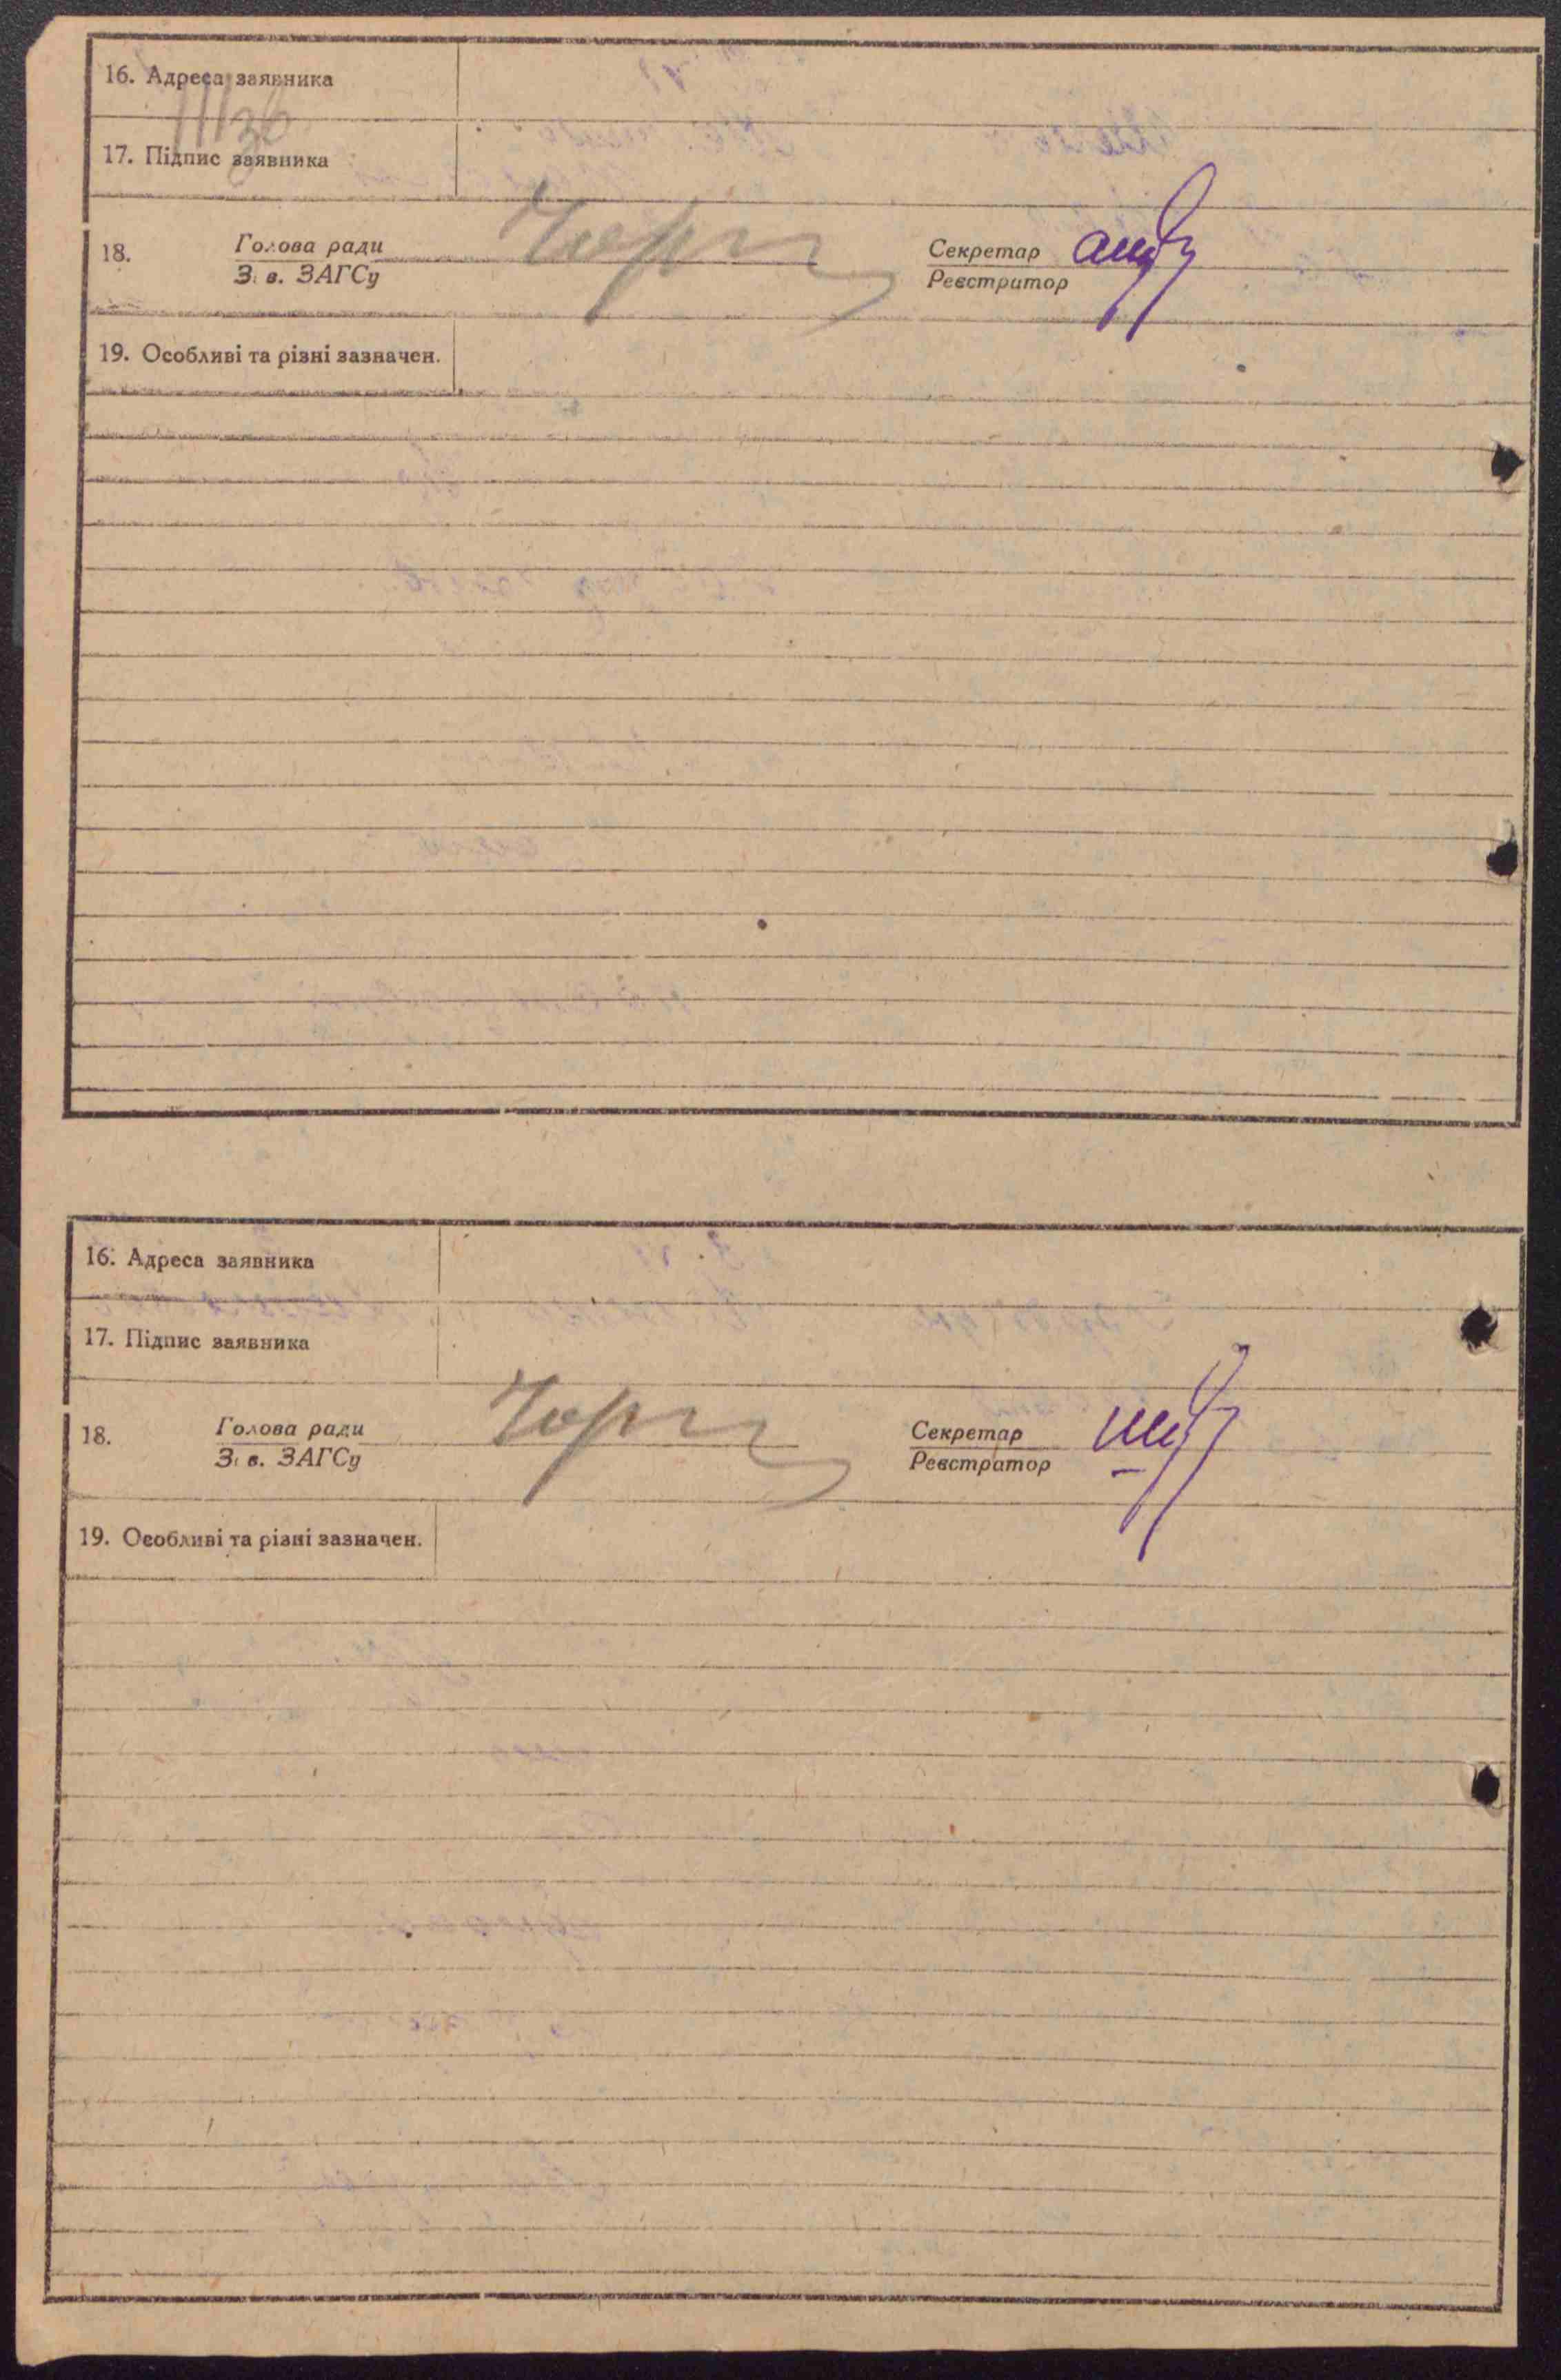 16. Адреса заявника
17. Підпис заявника
18. Голова ради Секретар
З. в. ЗАГСу Реєстратор
19. Особливі та різні зазначен.
16. Адреса заявника
17. Підпис заявника
18. Голова ради Секретар
З. в. ЗАГСу Реєстратор
19. Особливі та різні зазначен.